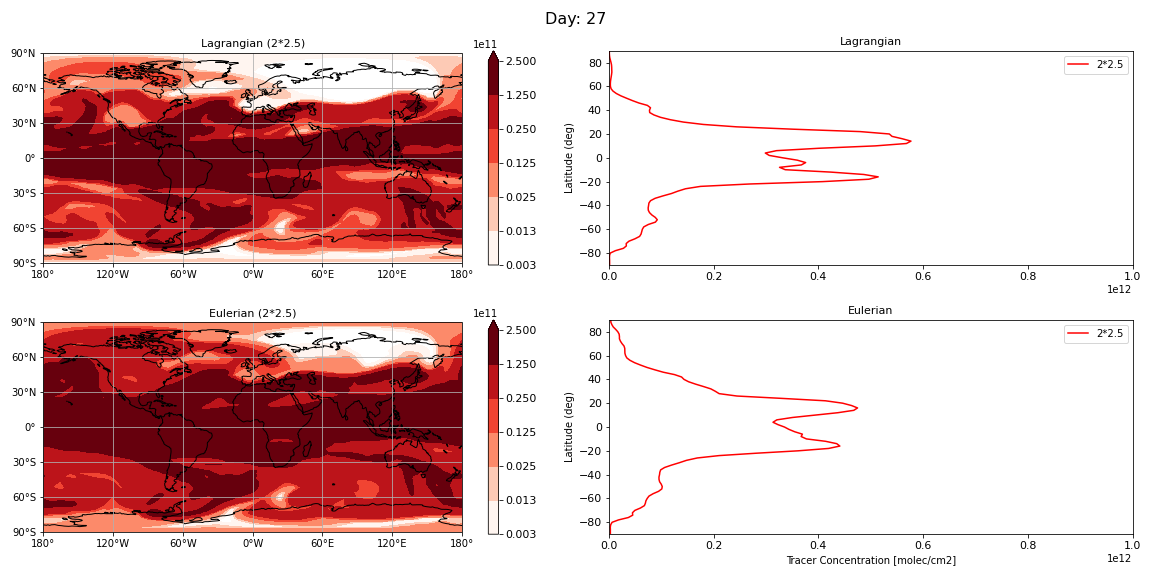 Day: 27
Lagrangian (2*2.5)
1e11
90°N
60°N
30°N
0°
30°S
60°S
90°S
180° 120°W 60°W 0°W 60°E 120°E 180°
2.500
1.250
0.250
0.125
0.025
0.013
0.003
Lagrangian
2*2.5
Latitude (deg)
80
60
40
20
0
−20
−40
−60
−80
0.0 0.2 0.4 0.6 0.8 1.0
1e12
Eulerian (2*2.5)
1e11
90°N
60°N
30°N
0°
30°S
60°S
90°S
180° 120°W 60°W 0°W 60°E 120°E 180°
2.500
1.250
0.250
0.125
0.025
0.013
0.003
Eulerian
2*2.5
Latitude (deg)
80
60
40
20
0
−20
−40
−60
−80
0.0 0.2 0.4 0.6 0.8 1.0
Tracer Concentration [molec/cm2]
1e12